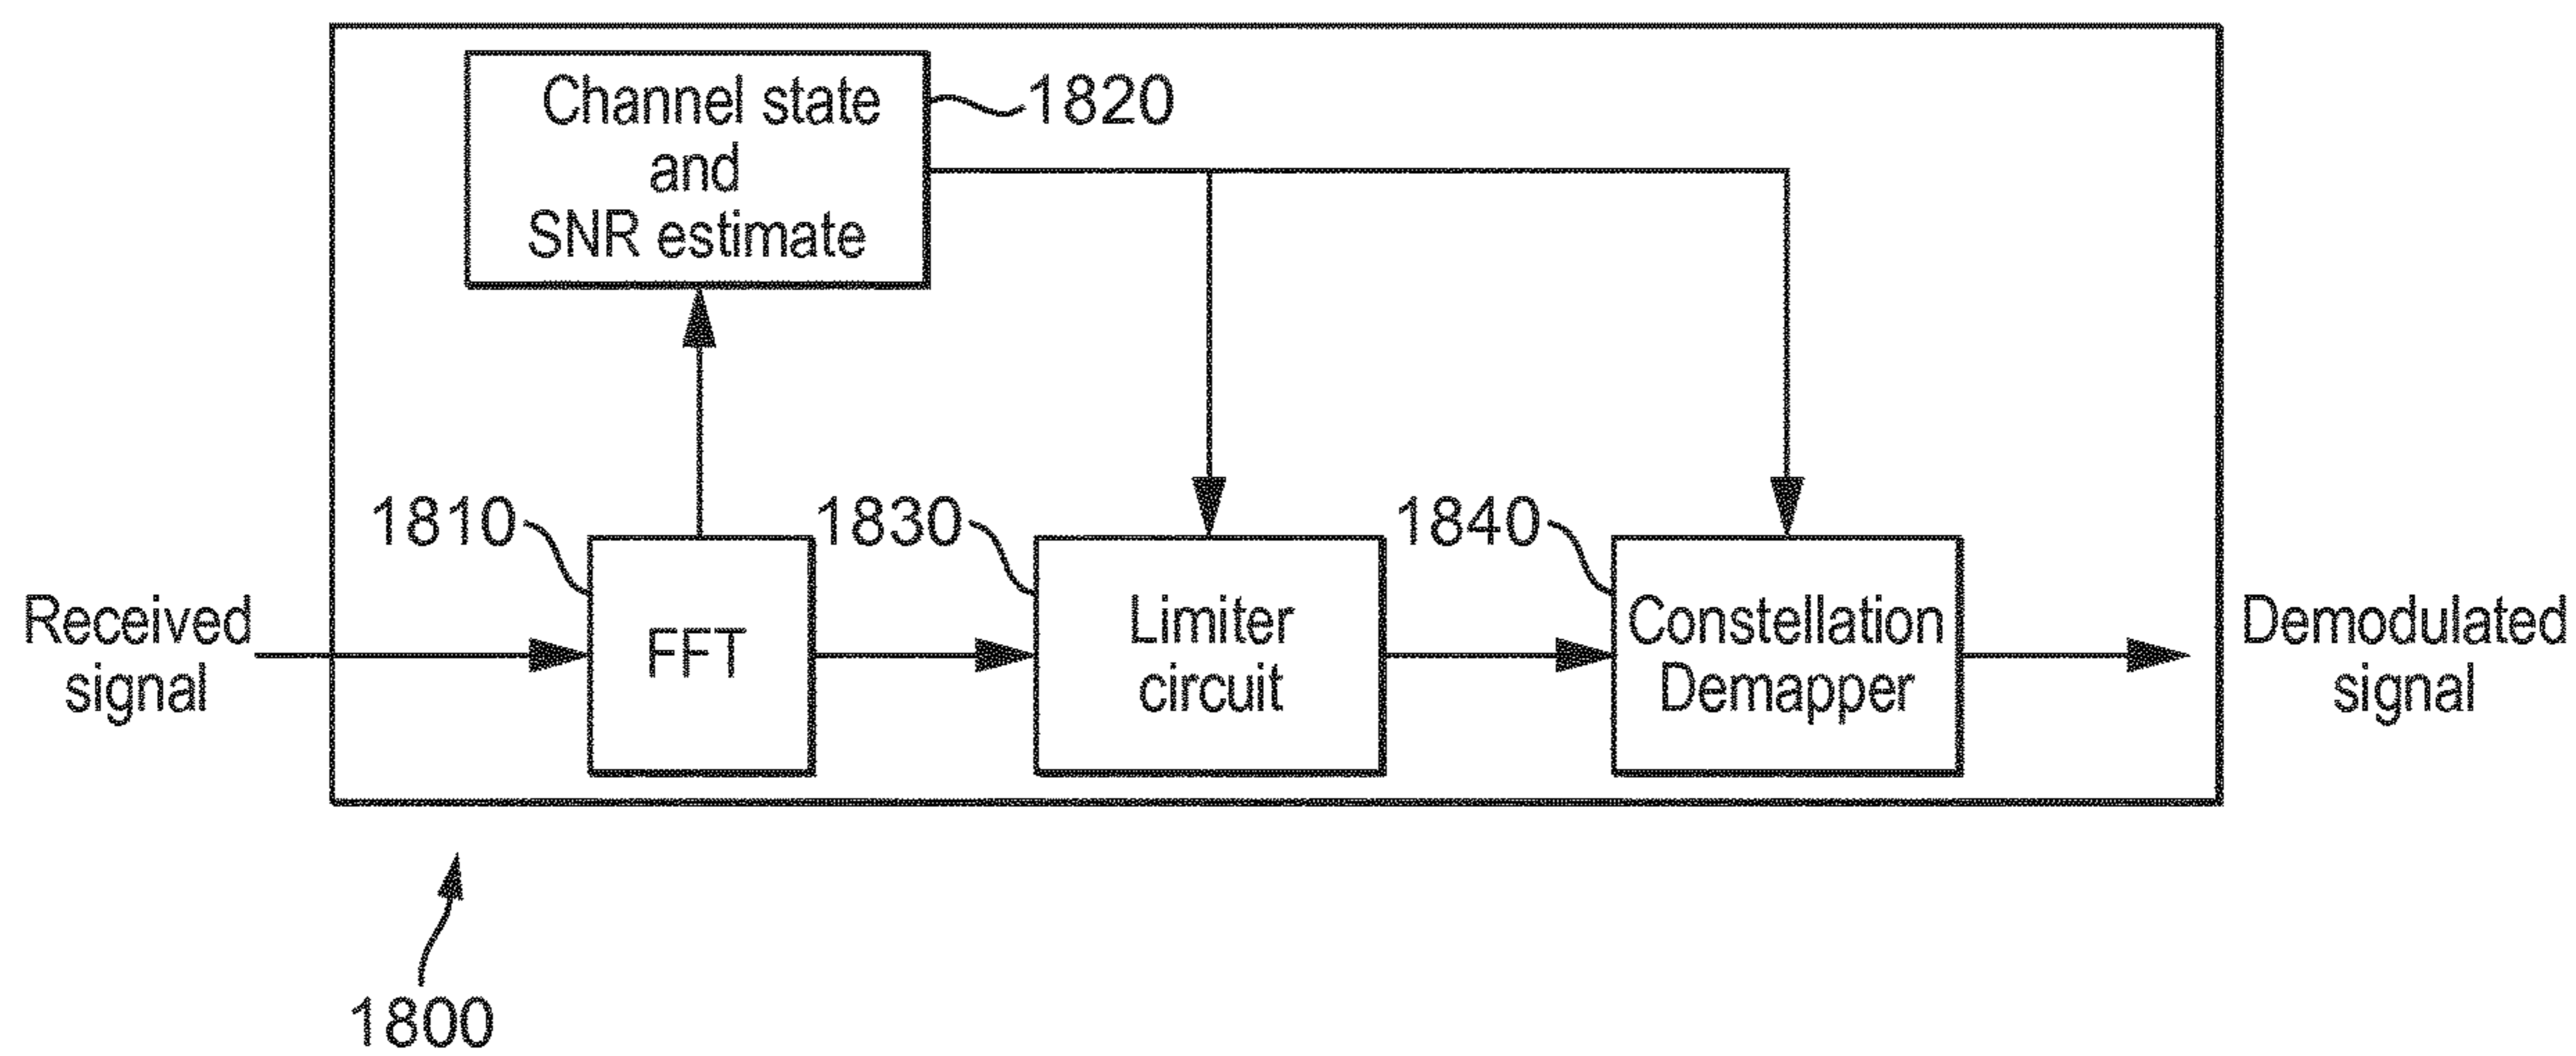 Channel state
and
SNR estimate
1820
1810
1830
1840
Received
signal
FFT
Limiter
circuit
Constellation
Demapper
Demodulated
signal
1800